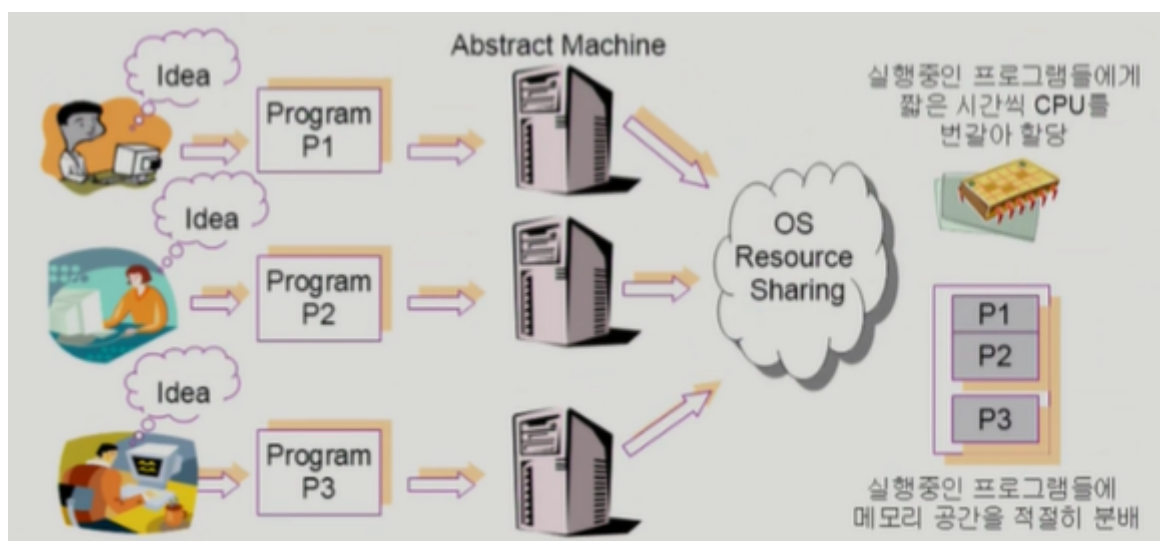 Abstract Machine
Idea
Program
P1
Idea
Program
P2
Idea
Program
P3
OS
Resource
Sharing
실행중인 프로그램들에게
짧은 시간씩 CPU를
번갈아 할당
P1
P2
P3
실행중인 프로그램들에
메모리 공간을 적절히 분배